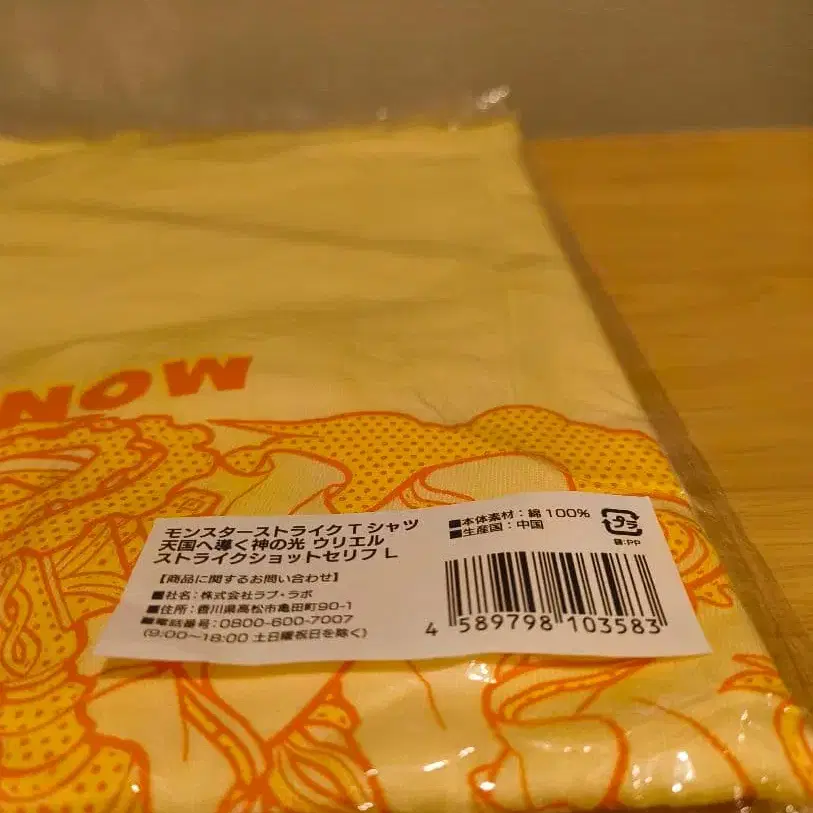 NOW
モンスターストライクTシャツ
天国へ導く神の光 ウリエル
ストライクショットセリフ L
【商品に関するお問い合わせ】
■社名:株式会社ラブ・ラボ
■住所:香川県高松市亀田町90-1
■電話番号:0800-600-7007
(9:00~18:00 土日曜祝日を除く)
■本体素材:綿100%
■生産国:中国
プラ
袋:PP
4 589798 103583